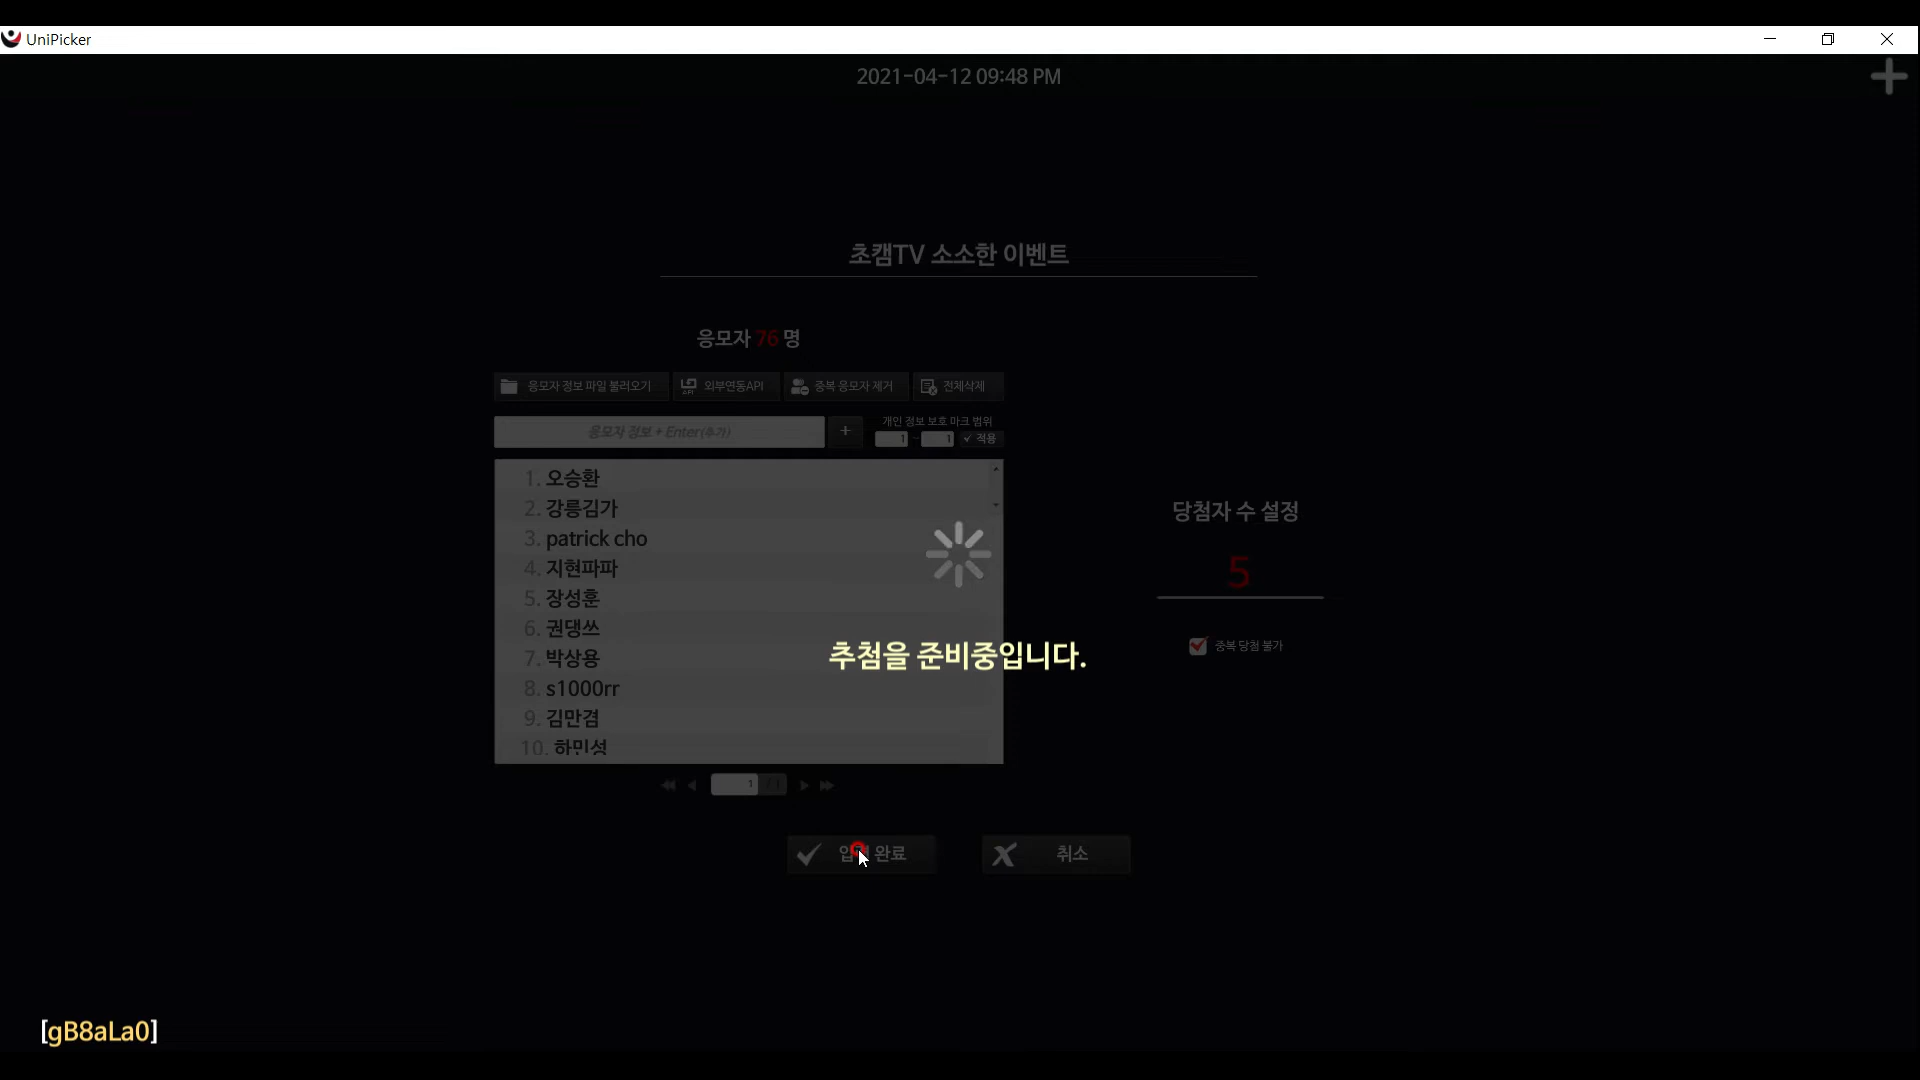 UniPicker
2021-04-12 09:48 PM
초캠TV 소소한 이벤트
응모자 76 명
응모자 정보 파일 불러오기
외부연동API
중복 응모자 제거
전체삭제
응모자 정보 + Enter(추가)
+
개인 정보 보호 마크 범위
1 - 1 ✓ 적용
1. 오승환
2. 강릉김가
3. patrick cho
4. 지현파파
5. 장성훈
6. 권댕쓰
7. 박상용
8. s1000rr
9. 김만겸
10. 하민성
당첨자 수 설정
5
중복 당첨 불가
추첨을 준비중입니다.
1 / 1
완료
취소
[gB8aLa0]